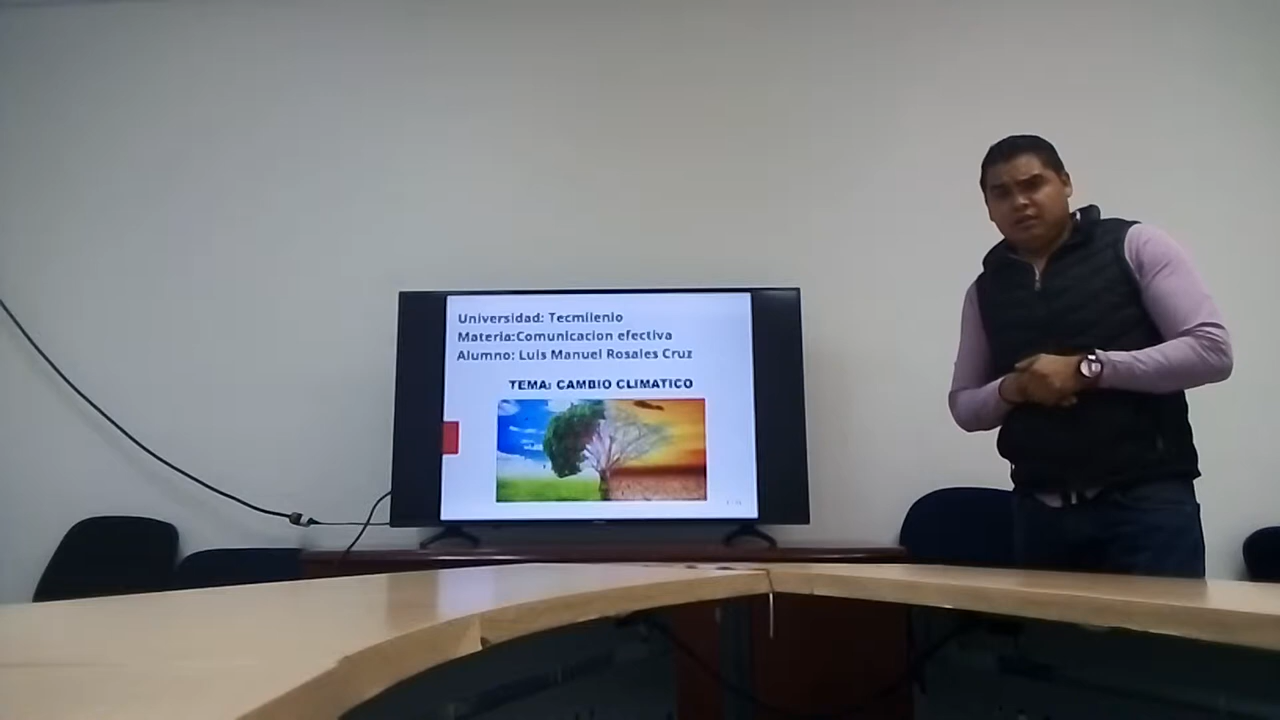 Universidad: Tecmilenio
Materia:Comunicacion efectiva
Alumno: Luis Manuel Rosales Cruz
TEMA: CAMBIO CLIMATICO